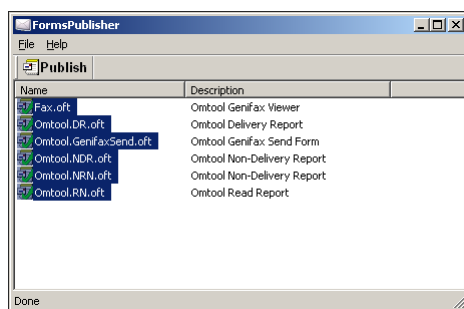 FormsPublisher
File Help
Publish
Name Description
Fax.oft Omtool Genifax Viewer
Omtool.DR.oft Omtool Delivery Report
Omtool.GenifaxSend.oft Omtool Genifax Send Form
Omtool.NDR.oft Omtool Non-Delivery Report
Omtool.NRN.oft Omtool Non-Delivery Report
Omtool.RN.oft Omtool Read Report
Done